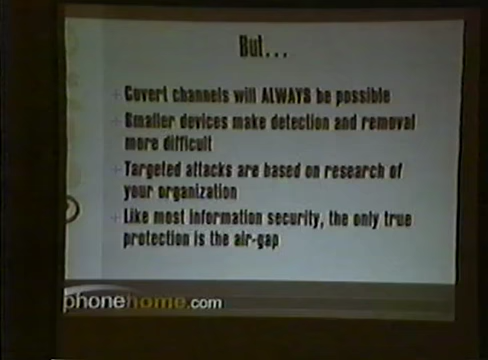 But...
Covert channels will ALWAYS be possible
Smaller devices make detection and removal
more difficult
Targeted attacks are based on research of
your organization
Like most information security, the only true
protection is the air-gap
phonehome.com